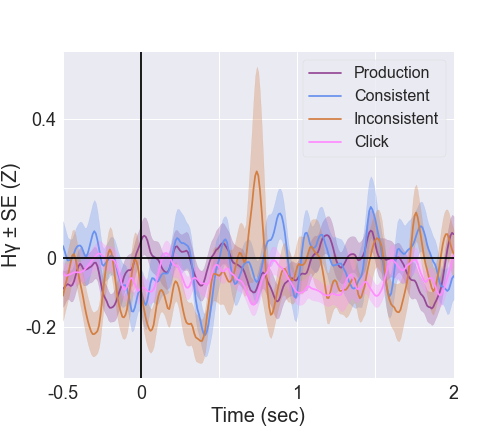 Production
Consistent
Inconsistent
Click
Hγ ± SE (Z)
0.4
0
-0.2
-0.5
0
1
2
Time (sec)